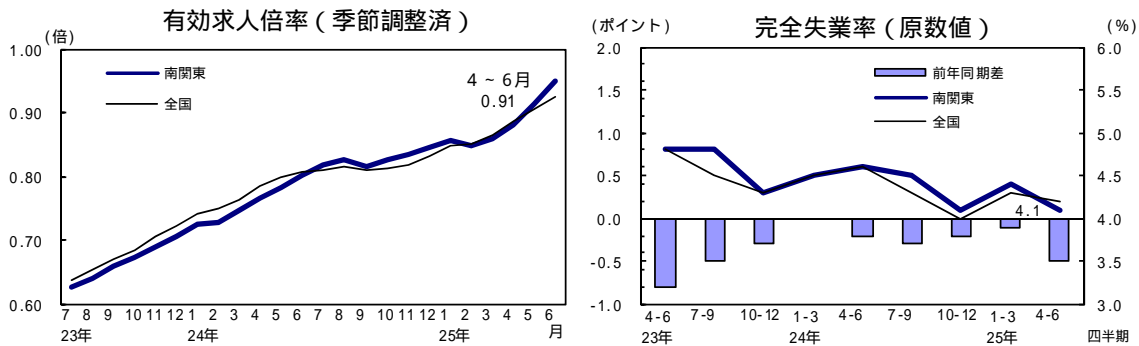 有効求人倍率（季節調整済）
(倍)
1.00
0.90
0.80
0.70
0.60
南関東
全国
4～6月
0.91
7 8 9 10 11 12 1 2 3 4 5 6 7 8 9 10 11 12 1 2 3 4 5 6
23年 24年 25年 月
完全失業率（原数値）
(ポイント) (%)
2.0 6.0
1.5 5.5
1.0 5.0
0.5 4.5
0.0 4.0
-0.5 3.5
-1.0 3.0
前年同期差
南関東
全国
4.1
4-6 7-9 10-12 1-3 4-6 7-9 10-12 1-3 4-6
23年 24年 25年 四半期